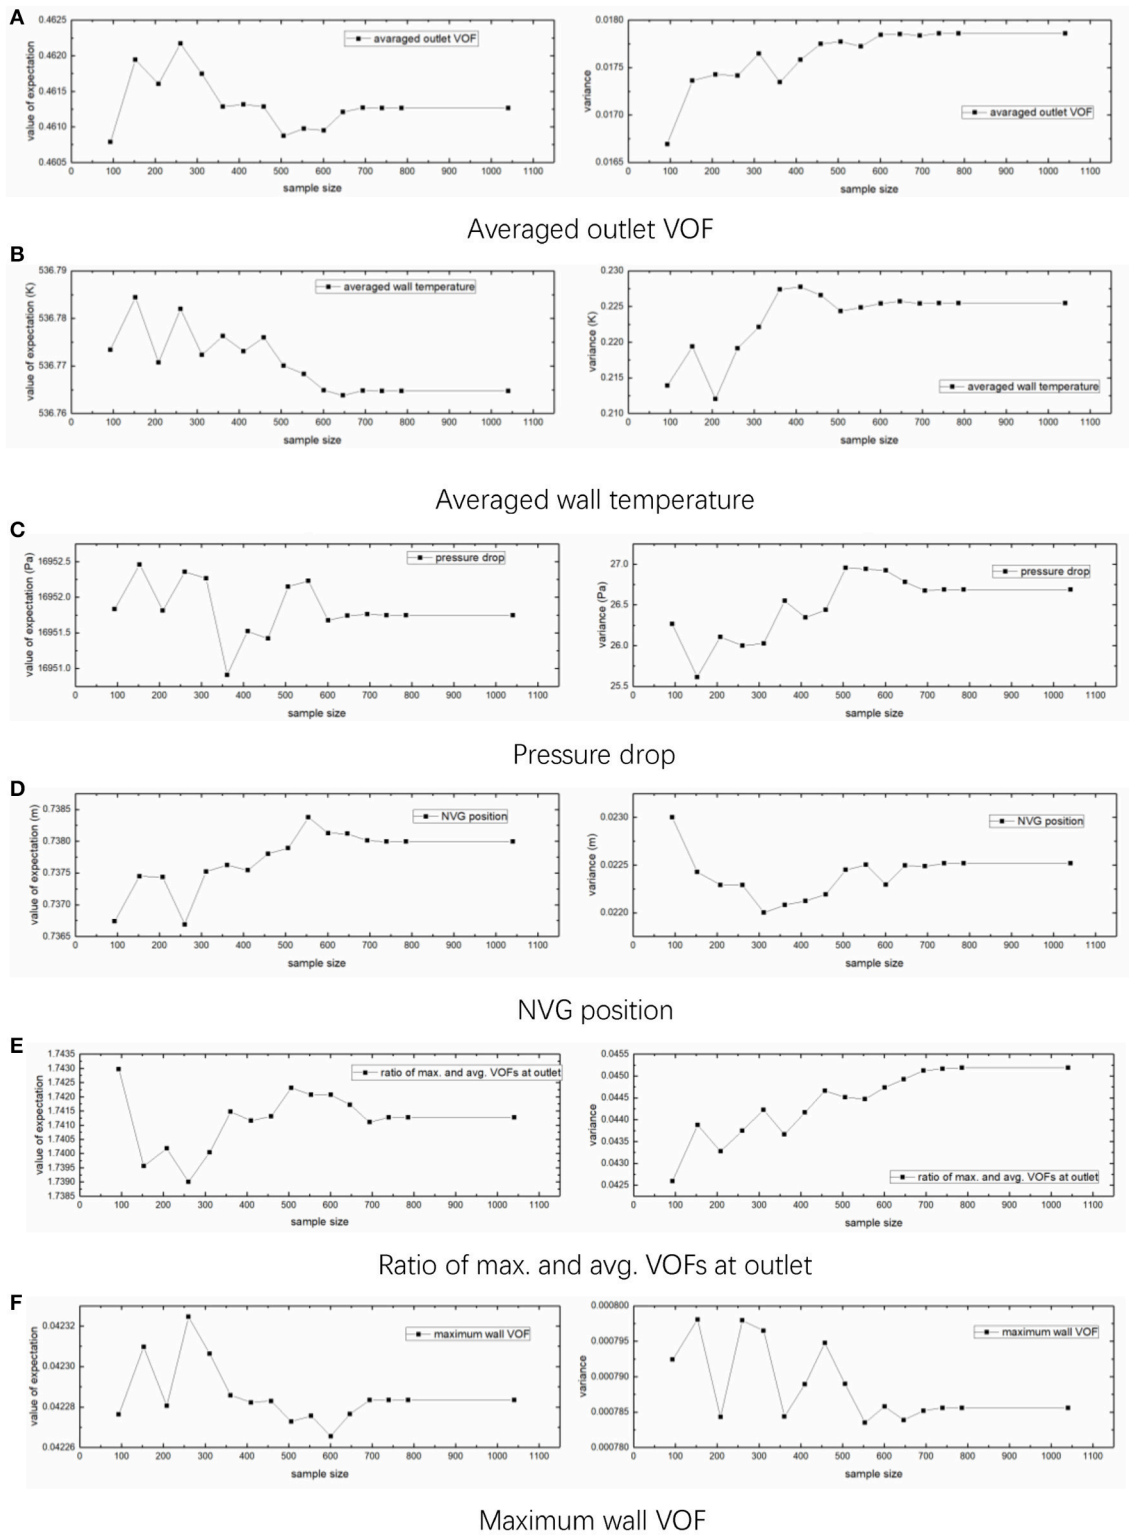 A
0.4625
0.4620
0.4615
0.4610
0.4605
value of expectation
avaraged outlet VOF
0 100 200 300 400 500 600 700 800 900 1000 1100
sample size
0.0180
0.0175
0.0170
0.0165
variance
avaraged outlet VOF
0 100 200 300 400 500 600 700 800 900 1000 1100
sample size
Averaged outlet VOF
B
536.79
536.78
536.77
536.76
value of expectation (K)
averaged wall temperature
0 100 200 300 400 500 600 700 800 900 1000 1100
sample size
0.230
0.225
0.220
0.215
0.210
variance (K)
averaged wall temperature
0 100 200 300 400 500 600 700 800 900 1000 1100
sample size
Averaged wall temperature
C
16952.5
16952.0
16951.5
16951.0
value of expectation (Pa)
pressure drop
0 100 200 300 400 500 600 700 800 900 1000 1100
sample size
27.0
26.5
26.0
25.5
variance (Pa)
pressure drop
0 100 200 300 400 500 600 700 800 900 1000 1100
sample size
Pressure drop
D
0.7385
0.7380
0.7375
0.7370
0.7365
value of expectation (m)
NVG position
0 100 200 300 400 500 600 700 800 900 1000 1100
sample size
0.0230
0.0225
0.0220
variance (m)
NVG position
0 100 200 300 400 500 600 700 800 900 1000 1100
sample size
NVG position
E
1.7435
1.7430
1.7425
1.7420
1.7415
1.7410
1.7405
1.7400
1.7395
1.7390
1.7385
value of expectation
ratio of max. and avg. VOFs at outlet
0 100 200 300 400 500 600 700 800 900 1000 1100
sample size
0.0455
0.0450
0.0445
0.0440
0.0435
0.0430
0.0425
variance
ratio of max. and avg. VOFs at outlet
0 100 200 300 400 500 600 700 800 900 1000 1100
sample size
Ratio of max. and avg. VOFs at outlet
F
0.04232
0.04230
0.04228
0.04226
value of expectation
maximum wall VOF
0 100 200 300 400 500 600 700 800 900 1000 1100
sample size
0.000800
0.000795
0.000790
0.000785
0.000780
variance
maximum wall VOF
0 100 200 300 400 500 600 700 800 900 1000 1100
sample size
Maximum wall VOF